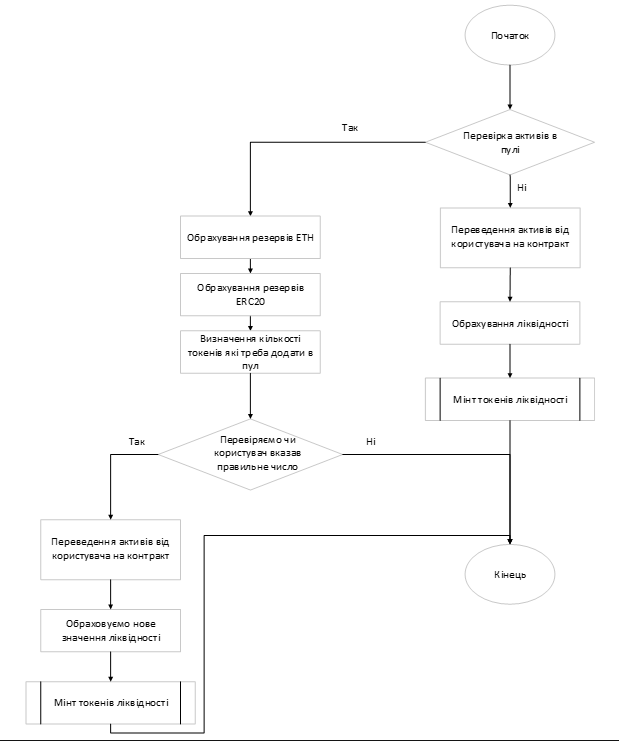 Початок
Перевірка активів в
пулі
Так
Ні
Обрахування резервів ETH
Обрахування резервів
ERC20
Визначення кількості
токенів які треба додати в
пул
Переведення активів від
користувача на контракт
Обрахування ліквідності
Мінт токенів ліквідності
Перевіряємо чи
користувач вказав
правильне число
Так
Ні
Переведення активів від
користувача на контракт
Обраховуємо нове
значення ліквідності
Мінт токенів ліквідності
Кінець